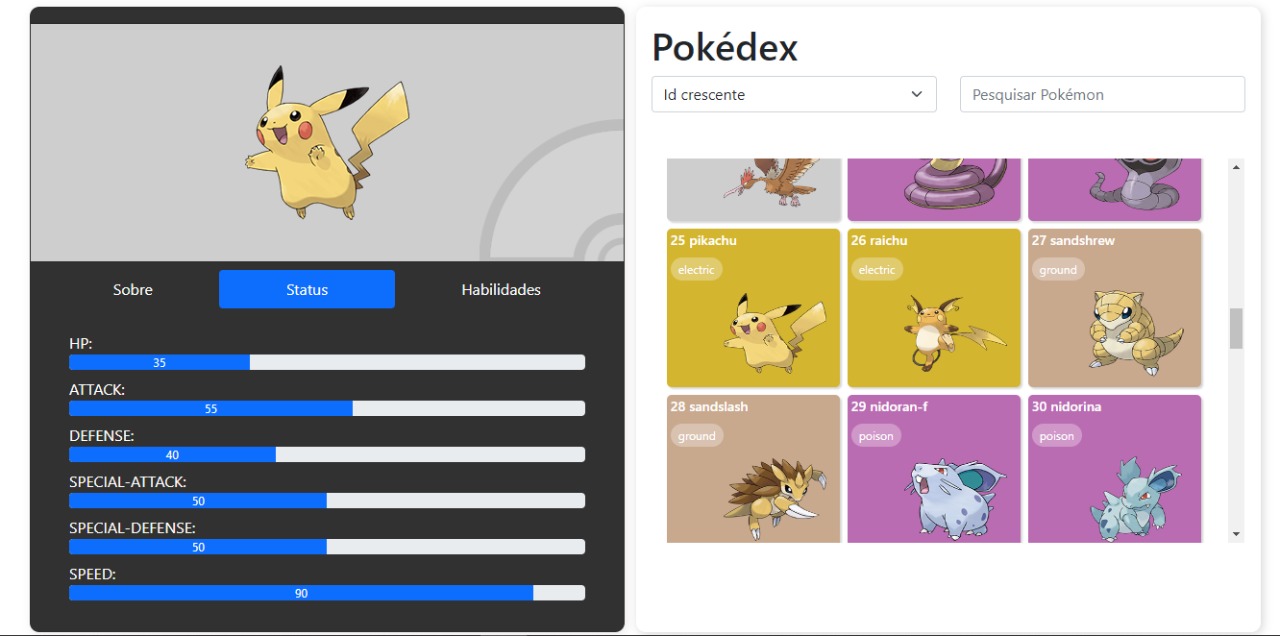 Sobre
Status
Habilidades
HP:
35
ATTACK:
55
DEFENSE:
40
SPECIAL-ATTACK:
50
SPECIAL-DEFENSE:
50
SPEED:
90
Pokédex
Id crescente
Pesquisar Pokémon
25 pikachu
electric
26 raichu
electric
27 sandshrew
ground
28 sandslash
ground
29 nidoran-f
poison
30 nidorina
poison